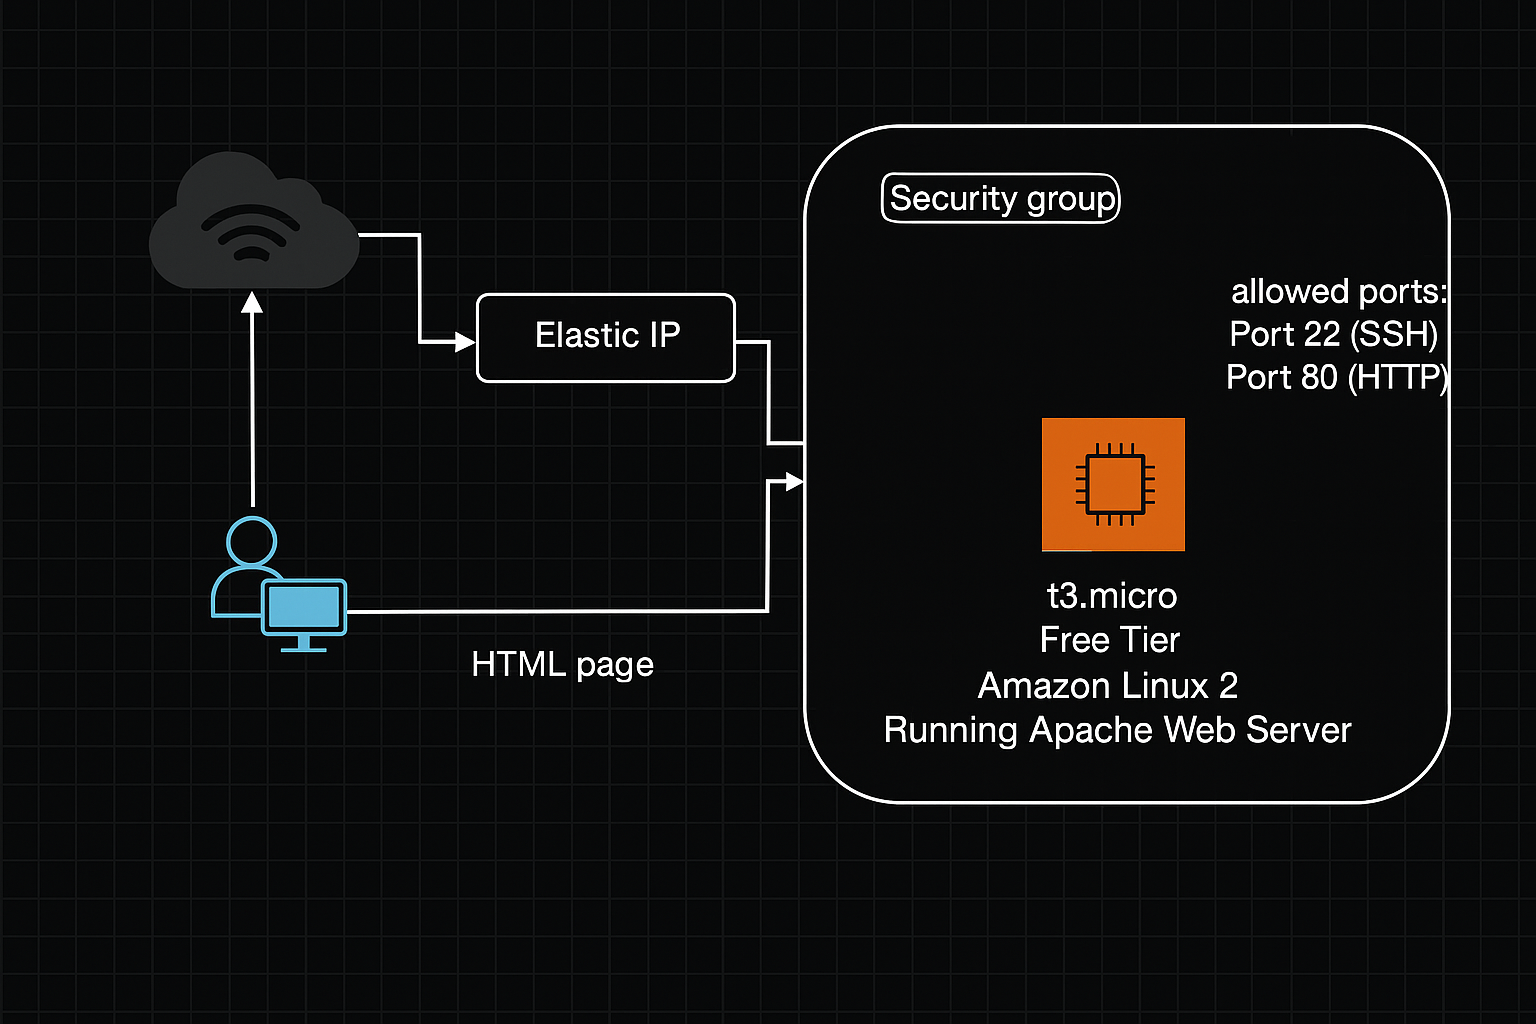 Security group
allowed ports:
Port 22 (SSH)
Port 80 (HTTP)
Elastic IP
HTML page
t3.micro
Free Tier
Amazon Linux 2
Running Apache Web Server